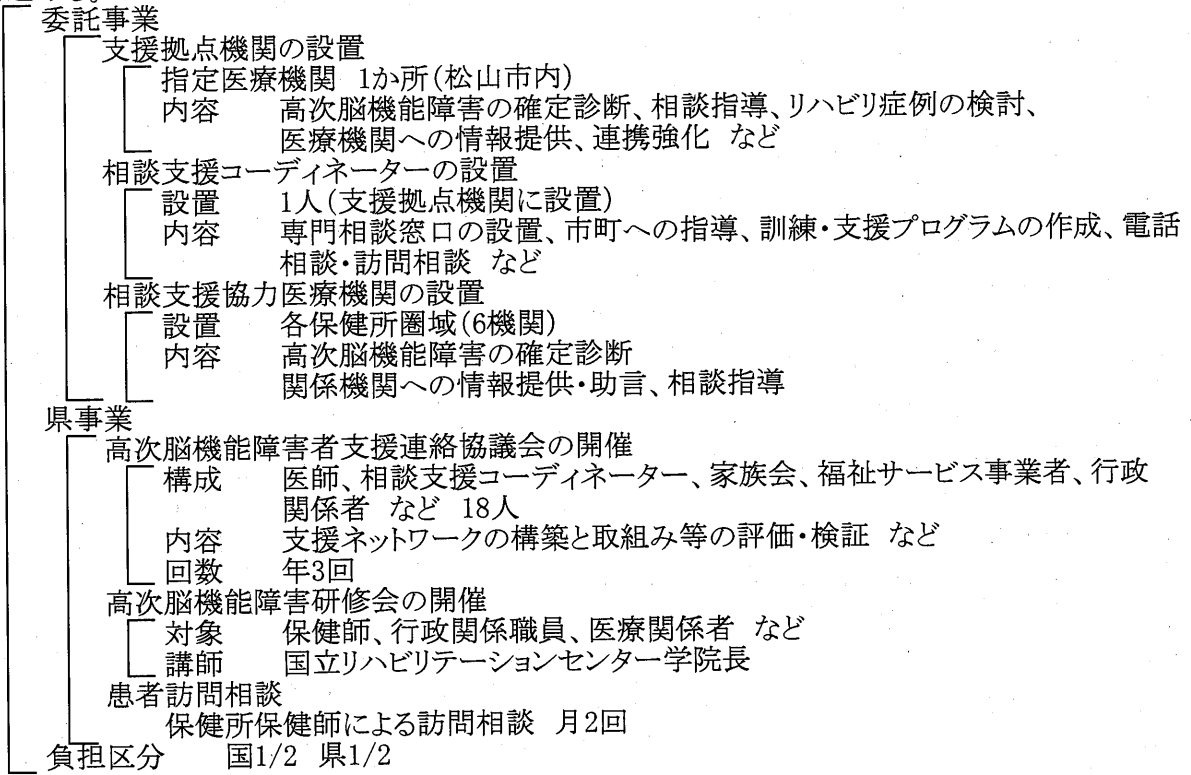 委託事業
支援拠点機関の設置
指定医療機関 1か所(松山市内)
内容 高次脳機能障害の確定診断、相談指導、リハビリ症例の検討、
医療機関への情報提供、連携強化 など
相談支援コーディネーターの設置
設置 1人(支援拠点機関に設置)
内容 専門相談窓口の設置、市町への指導、訓練・支援プログラムの作成、電話
相談・訪問相談 など
相談支援協力医療機関の設置
設置 各保健所圏域(6機関)
内容 高次脳機能障害の確定診断
関係機関への情報提供・助言、相談指導
県事業
高次脳機能障害者支援連絡協議会の開催
構成 医師、相談支援コーディネーター、家族会、福祉サービス事業者、行政
関係者 など 18人
内容 支援ネットワークの構築と取組み等の評価・検証 など
回数 年3回
高次脳機能障害研修会の開催
対象 保健師、行政関係職員、医療関係者 など
講師 国立リハビリテーションセンター学院長
患者訪問相談
保健所保健師による訪問相談 月2回
負担区分 国1/2 県1/2